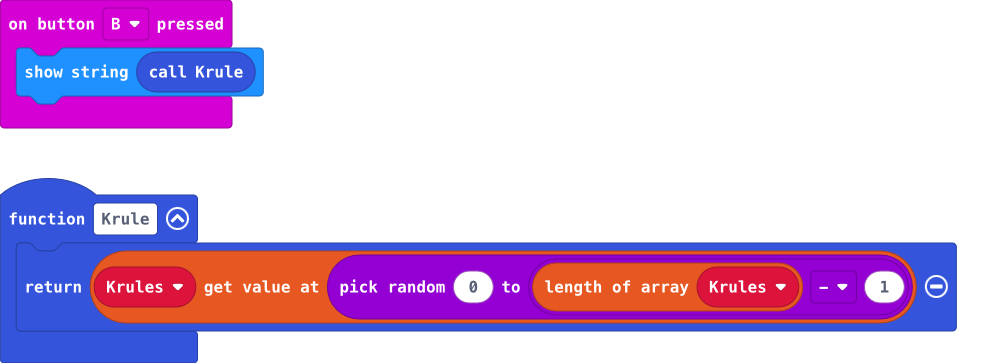 on button B pressed
show string call Krule
function Krule
return Krules get value at pick random 0 to length of array Krules - 1